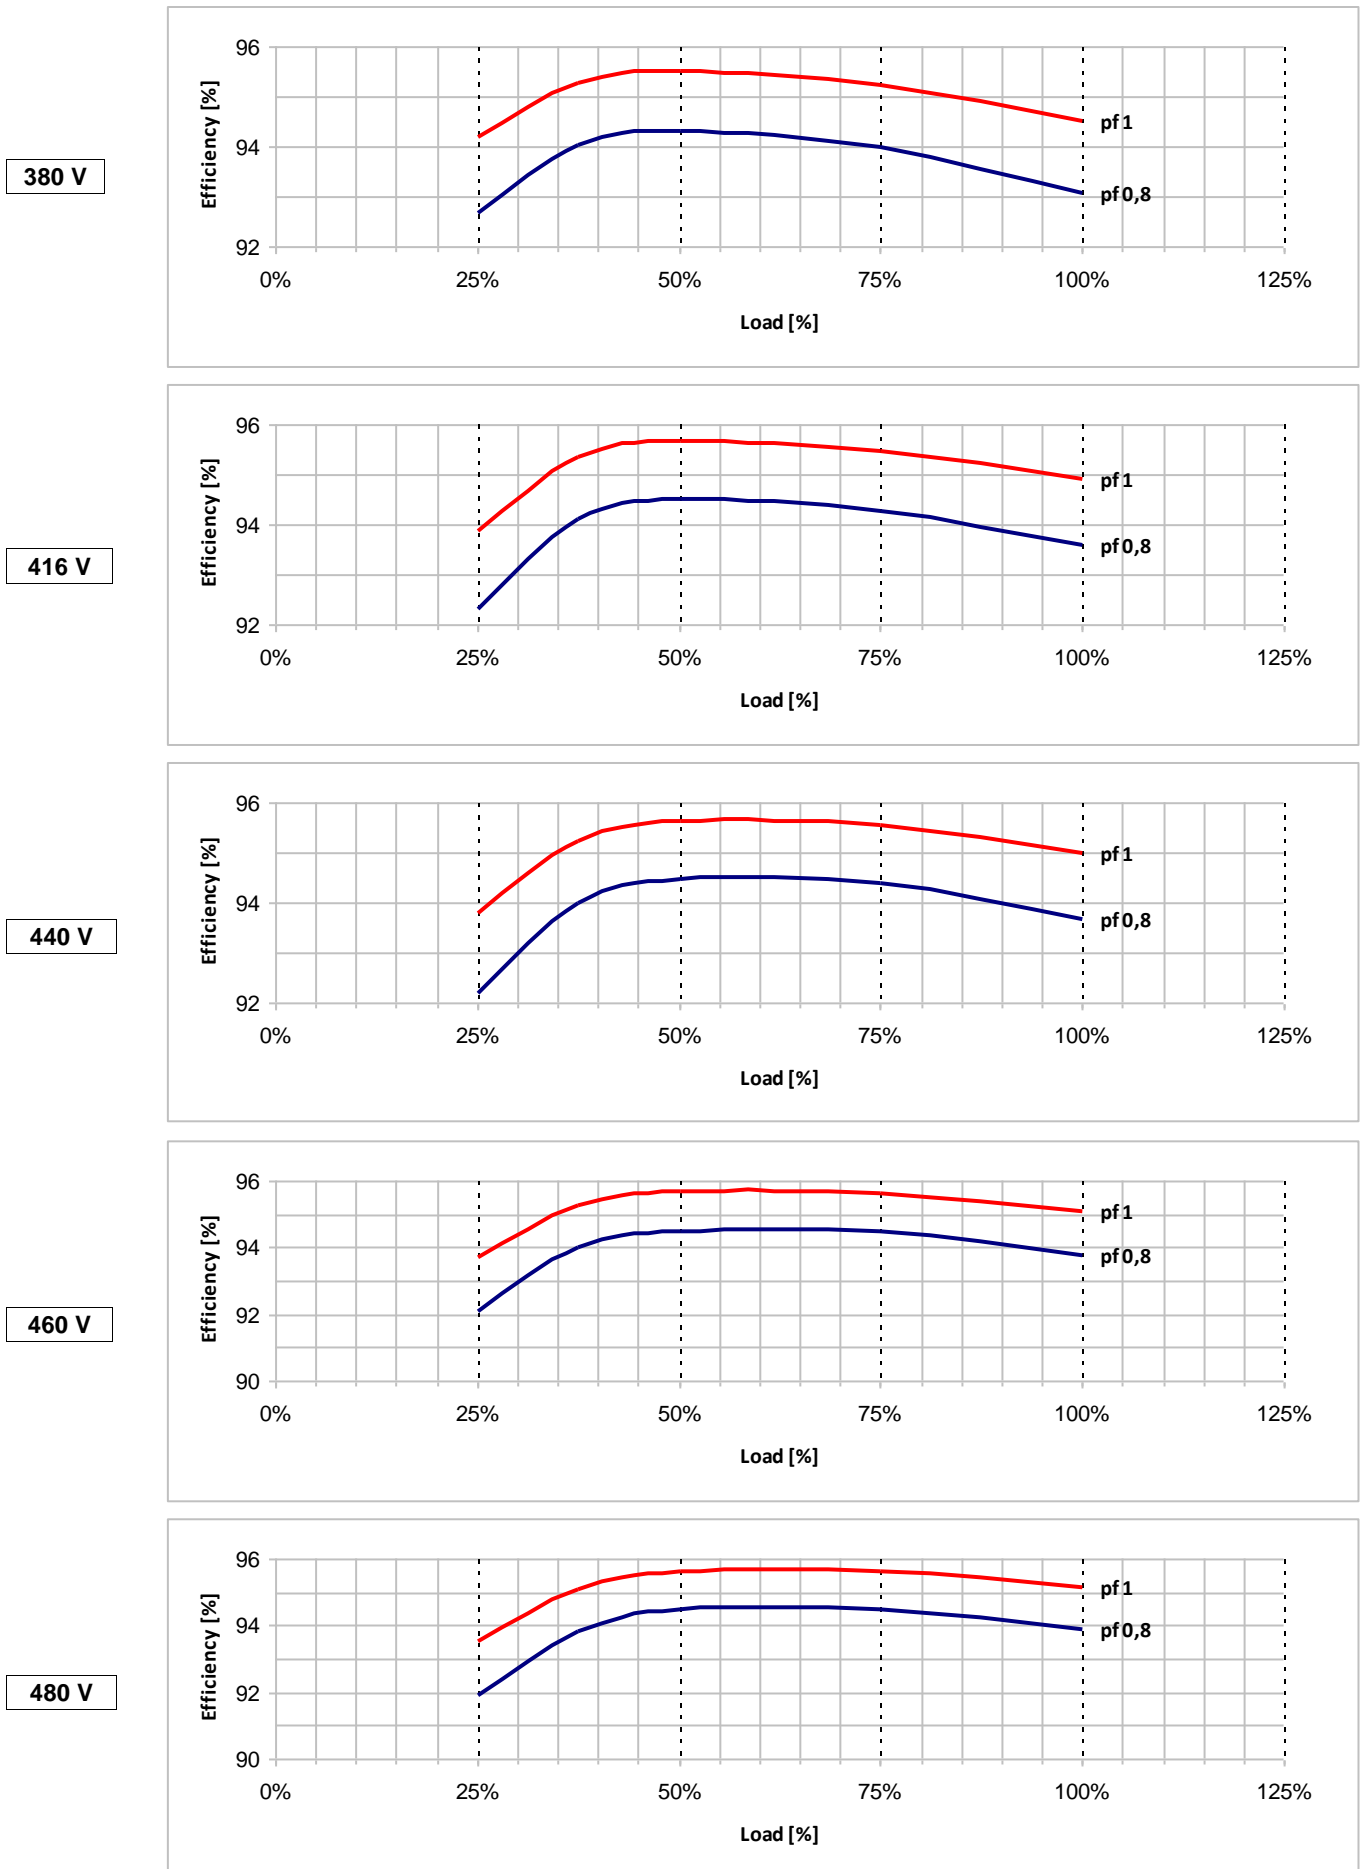 380 V
Efficiency [%]
96
94
92
pf 1
pf 0,8
0% 25% 50% 75% 100% 125%
Load [%]
416 V
Efficiency [%]
96
94
92
pf 1
pf 0,8
0% 25% 50% 75% 100% 125%
Load [%]
440 V
Efficiency [%]
96
94
92
pf 1
pf 0,8
0% 25% 50% 75% 100% 125%
Load [%]
460 V
Efficiency [%]
96
94
92
90
pf 1
pf 0,8
0% 25% 50% 75% 100% 125%
Load [%]
480 V
Efficiency [%]
96
94
92
90
pf 1
pf 0,8
0% 25% 50% 75% 100% 125%
Load [%]